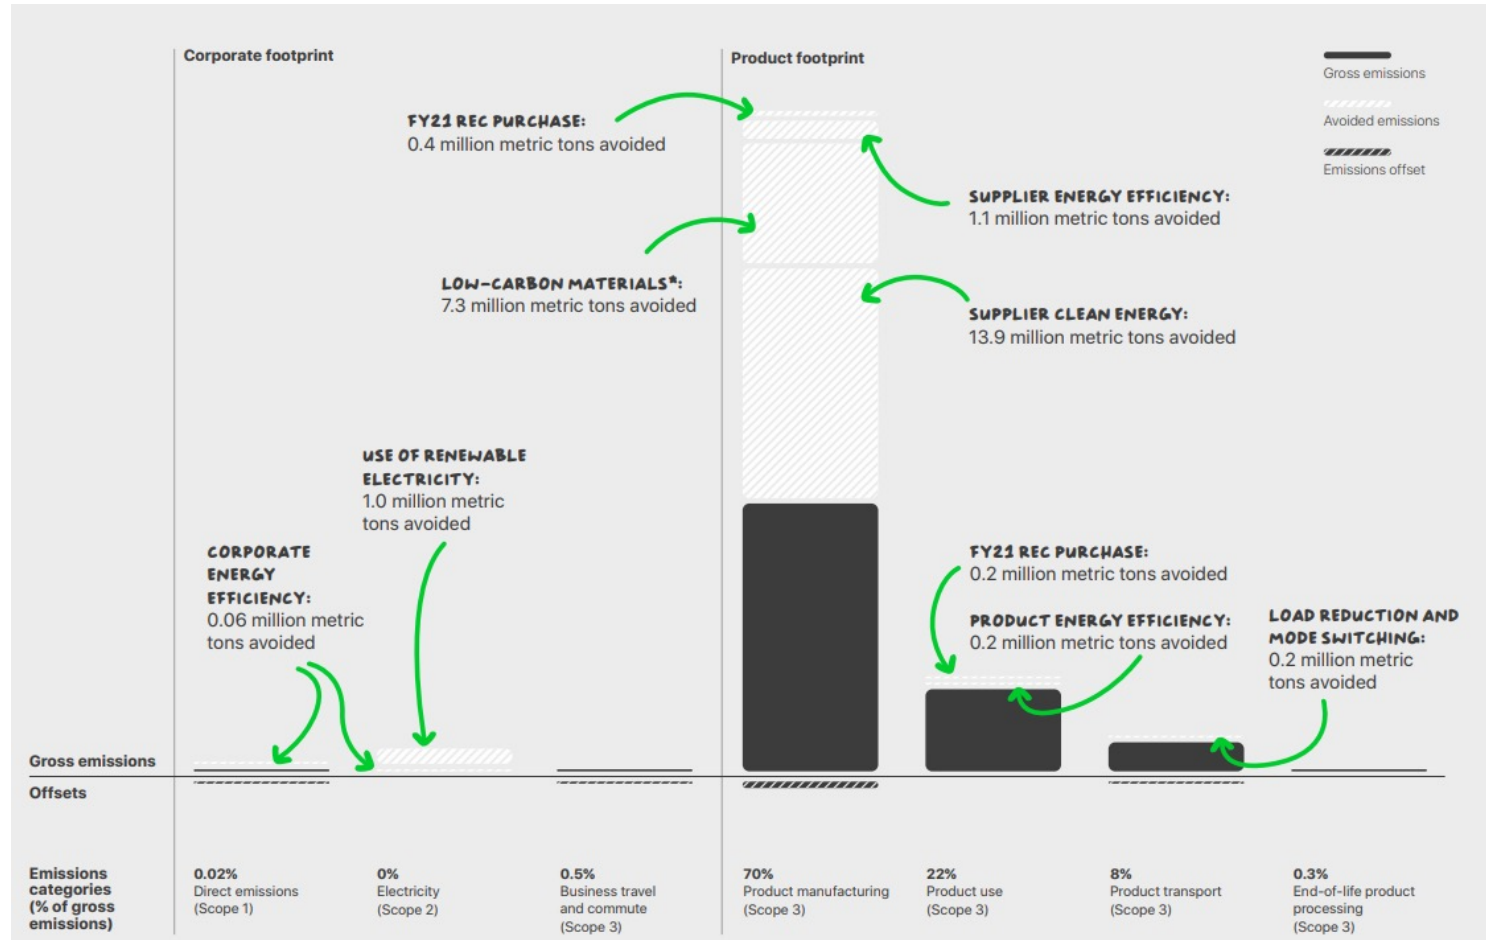 Corporate footprint
Product footprint
Gross emissions
Avoided emissions
Emissions offset
FY21 REC PURCHASE:
0.4 million metric tons avoided
SUPPLIER ENERGY EFFICIENCY:
1.1 million metric tons avoided
LOW-CARBON MATERIALS*:
7.3 million metric tons avoided
SUPPLIER CLEAN ENERGY:
13.9 million metric tons avoided
USE OF RENEWABLE
ELECTRICITY:
1.0 million metric
tons avoided
CORPORATE
ENERGY
EFFICIENCY:
0.06 million metric
tons avoided
FY21 REC PURCHASE:
0.2 million metric tons avoided
PRODUCT ENERGY EFFICIENCY:
0.2 million metric tons avoided
LOAD REDUCTION AND
MODE SWITCHING:
0.2 million metric
tons avoided
Gross emissions
Offsets
Emissions
categories
(% of gross
emissions)
0.02%
Direct emissions
(Scope 1)
0%
Electricity
(Scope 2)
0.5%
Business travel
and commute
(Scope 3)
70%
Product manufacturing
(Scope 3)
22%
Product use
(Scope 3)
8%
Product transport
(Scope 3)
0.3%
End-of-life product
processing
(Scope 3)